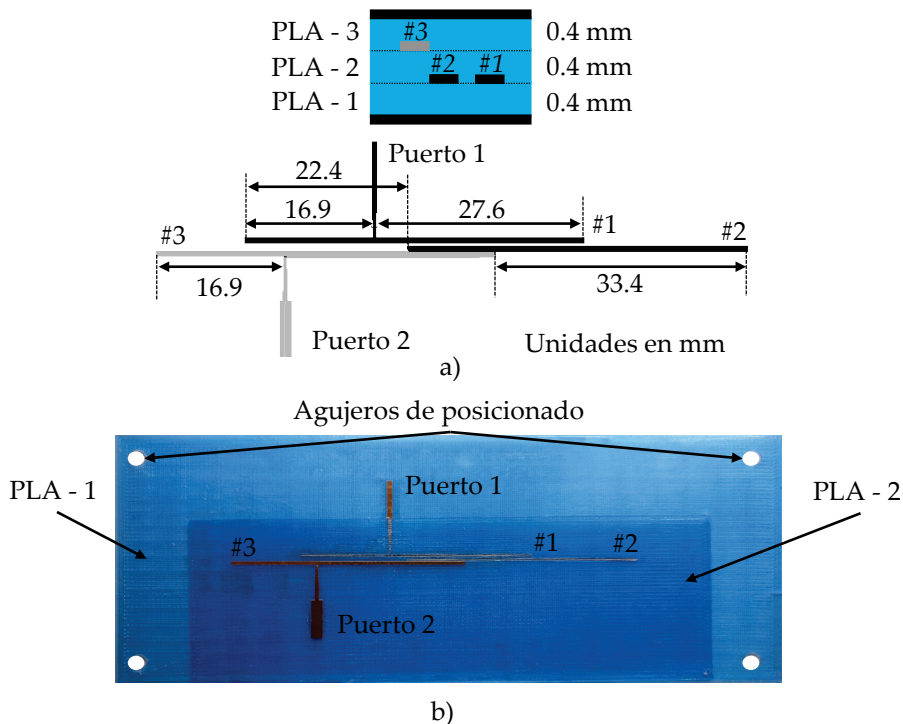 PLA - 3 #3 0.4 mm
PLA - 2 #2 #1 0.4 mm
PLA - 1 0.4 mm
Puerto 1
22.4
16.9 27.6
#1
#3 #2
16.9 33.4
Puerto 2 Unidades en mm
a)
Agujeros de posicionado
PLA - 1 Puerto 1 PLA - 2
#3 #1 #2
Puerto 2
b)